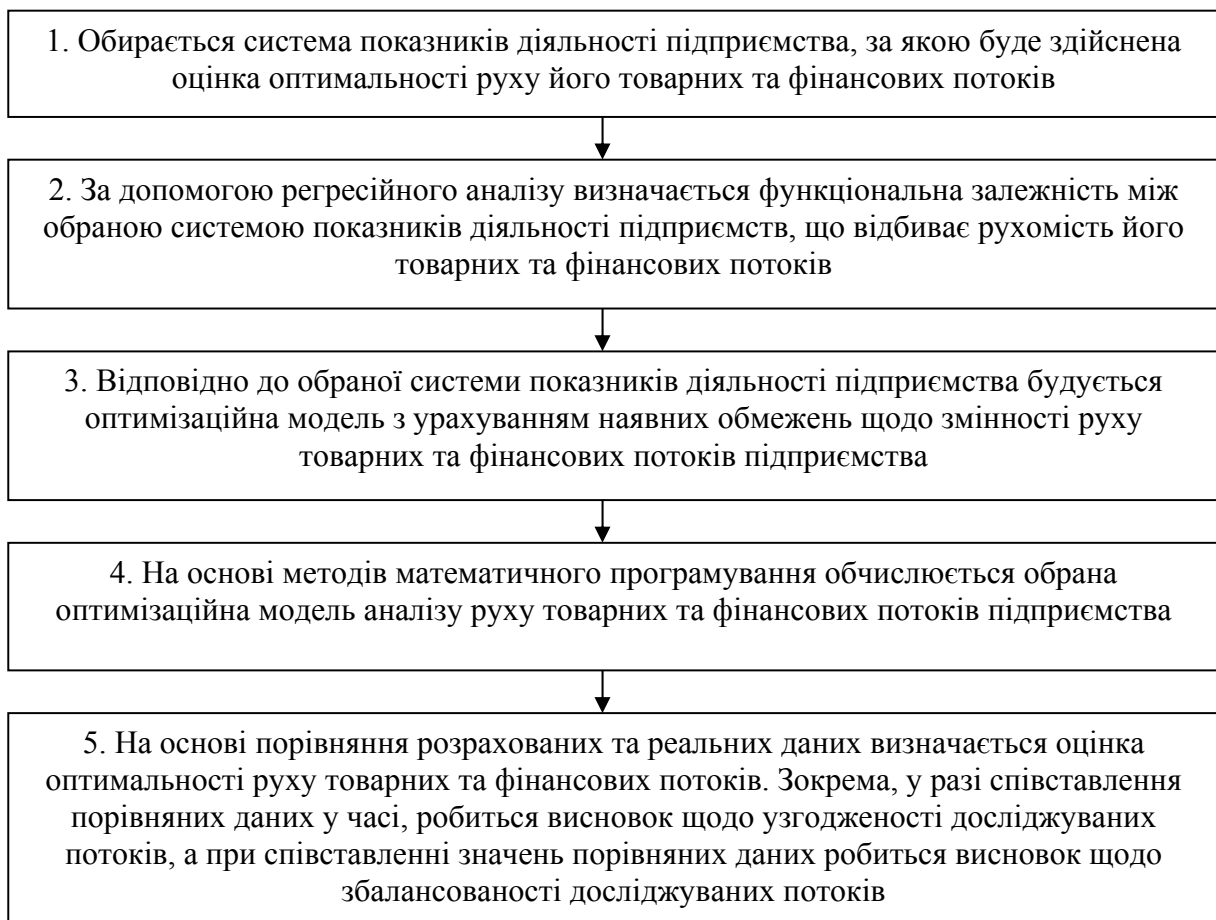 1. Обирається система показників діяльності підприємства, за якою буде здійснена
оцінка оптимальності руху його товарних та фінансових потоків
2. За допомогою регресійного аналізу визначається функціональна залежність між
обраною системою показників діяльності підприємств, що відбиває рухомість його
товарних та фінансових потоків
3. Відповідно до обраної системи показників діяльності підприємства будується
оптимізаційна модель з урахуванням наявних обмежень щодо змінності руху
товарних та фінансових потоків підприємства
4. На основі методів математичного програмування обчислюється обрана
оптимізаційна модель аналізу руху товарних та фінансових потоків підприємства
5. На основі порівняння розрахованих та реальних даних визначається оцінка
оптимальності руху товарних та фінансових потоків. Зокрема, у разі співставлення
порівняних даних у часі, робиться висновок щодо узгодженості досліджуваних
потоків, а при співставленні значень порівняних даних робиться висновок щодо
збалансованості досліджуваних потоків